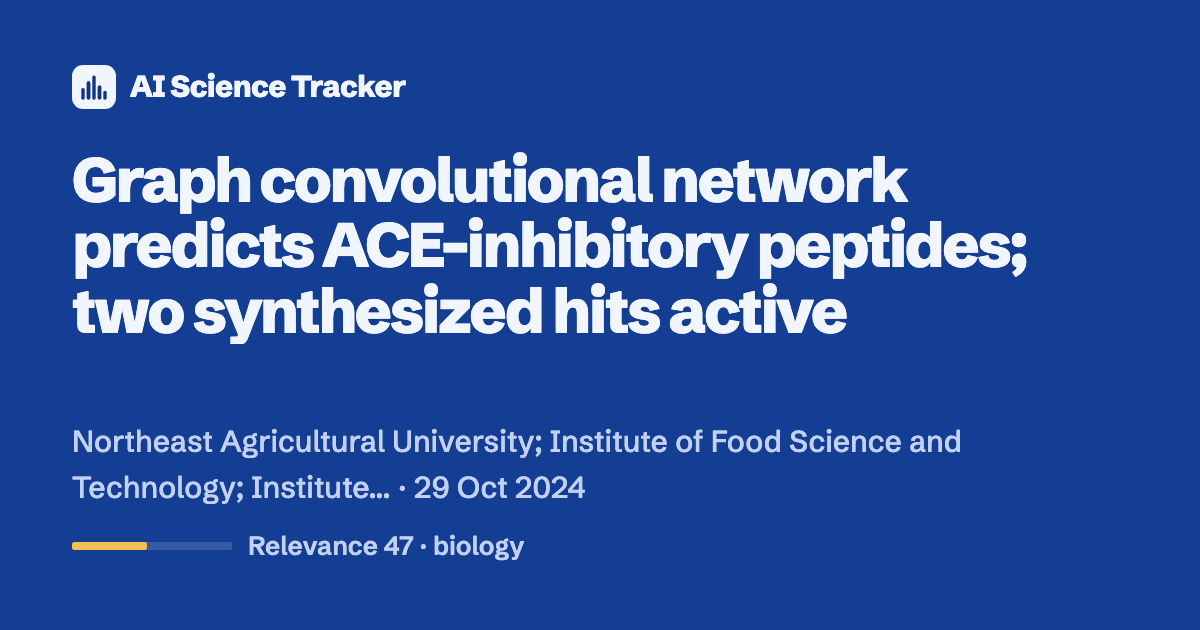 AI Science Tracker
Graph convolutional network
predicts ACE-inhibitory peptides;
two synthesized hits active
Northeast Agricultural University; Institute of Food Science and
Technology; Institute... · 29 Oct 2024
Relevance 47 · biology